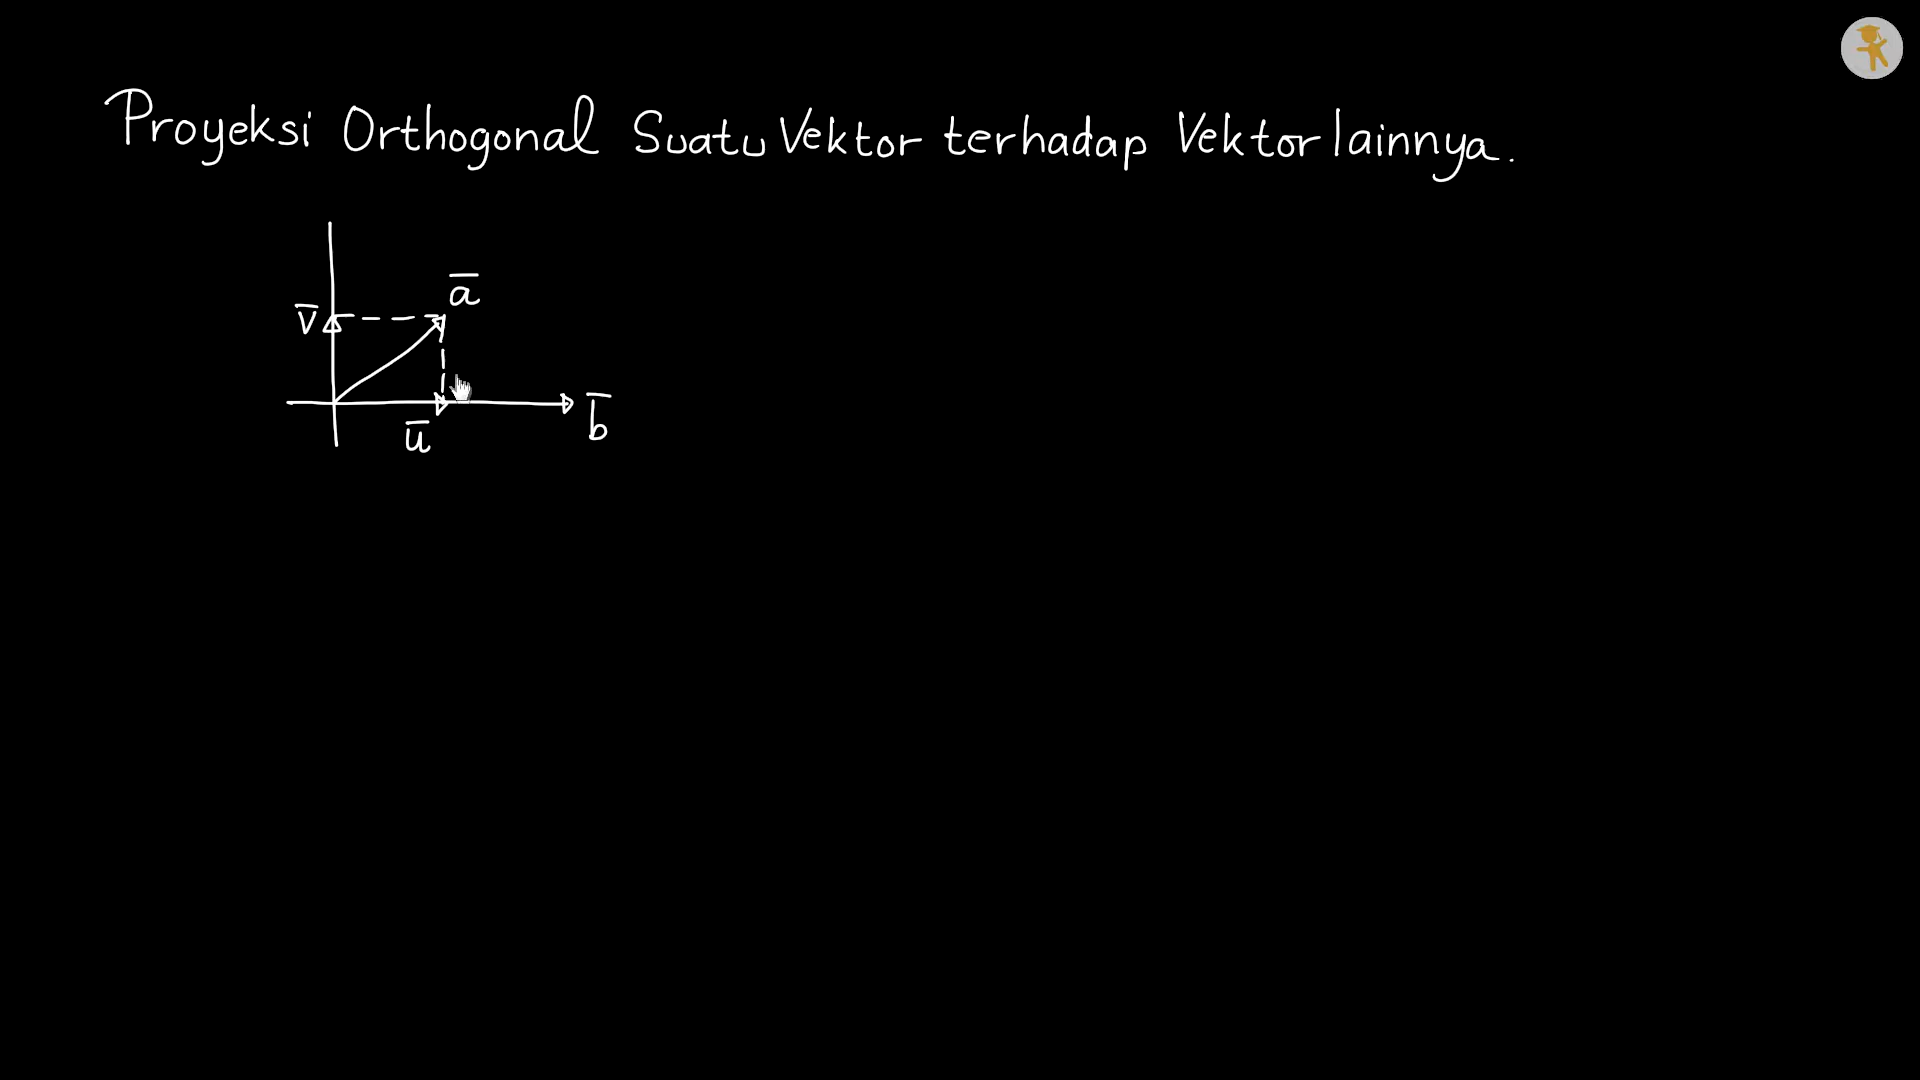 Proyeksi Orthogonal Suatu Vektor terhadap Vektor lainnya.
a̅
v̅
b̅
u̅